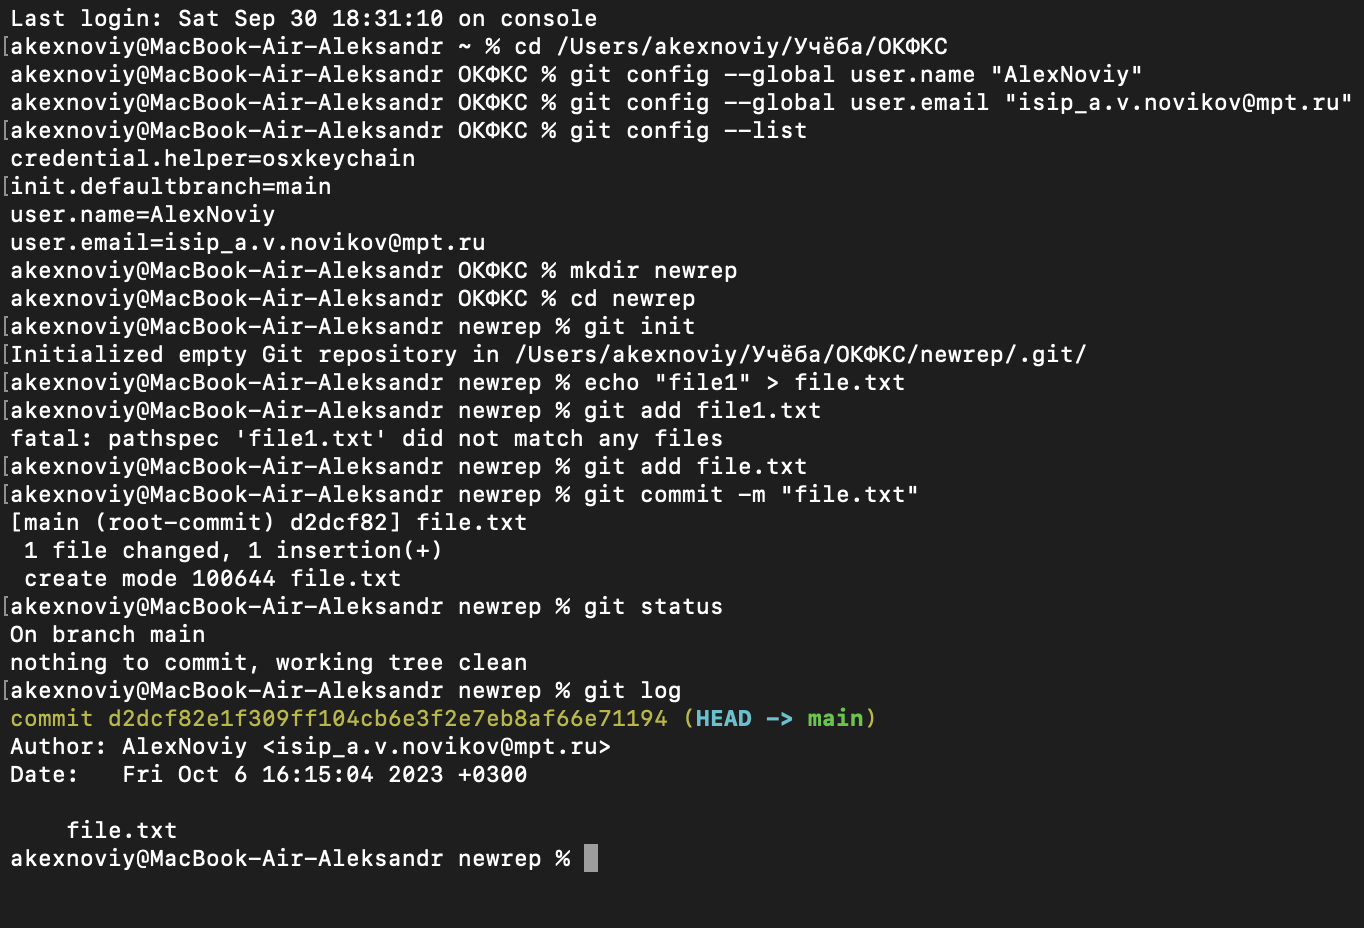 Last login: Sat Sep 30 18:31:10 on console
[akexnoviy@MacBook-Air-Aleksandr ~ % cd /Users/akexnoviy/Учёба/ОКФКС
akexnoviy@MacBook-Air-Aleksandr ОКФКС % git config --global user.name "AlexNoviy"
akexnoviy@MacBook-Air-Aleksandr ОКФКС % git config --global user.email "isip_a.v.novikov@mpt.ru"
[akexnoviy@MacBook-Air-Aleksandr ОКФКС % git config --list
credential.helper=osxkeychain
[init.defaultbranch=main
user.name=AlexNoviy
user.email=isip_a.v.novikov@mpt.ru
akexnoviy@MacBook-Air-Aleksandr ОКФКС % mkdir newrep
akexnoviy@MacBook-Air-Aleksandr ОКФКС % cd newrep
[akexnoviy@MacBook-Air-Aleksandr newrep % git init
[Initialized empty Git repository in /Users/akexnoviy/Учёба/ОКФКС/newrep/.git/
[akexnoviy@MacBook-Air-Aleksandr newrep % echo "file1" > file.txt
[akexnoviy@MacBook-Air-Aleksandr newrep % git add file1.txt
fatal: pathspec 'file1.txt' did not match any files
[akexnoviy@MacBook-Air-Aleksandr newrep % git add file.txt
[akexnoviy@MacBook-Air-Aleksandr newrep % git commit -m "file.txt"
[main (root-commit) d2dcf82] file.txt
 1 file changed, 1 insertion(+)
 create mode 100644 file.txt
[akexnoviy@MacBook-Air-Aleksandr newrep % git status
On branch main
nothing to commit, working tree clean
[akexnoviy@MacBook-Air-Aleksandr newrep % git log
commit d2dcf82e1f309ff104cb6e3f2e7eb8af66e71194 (HEAD -> main)
Author: AlexNoviy <isip_a.v.novikov@mpt.ru>
Date:   Fri Oct 6 16:15:04 2023 +0300
    file.txt
akexnoviy@MacBook-Air-Aleksandr newrep %